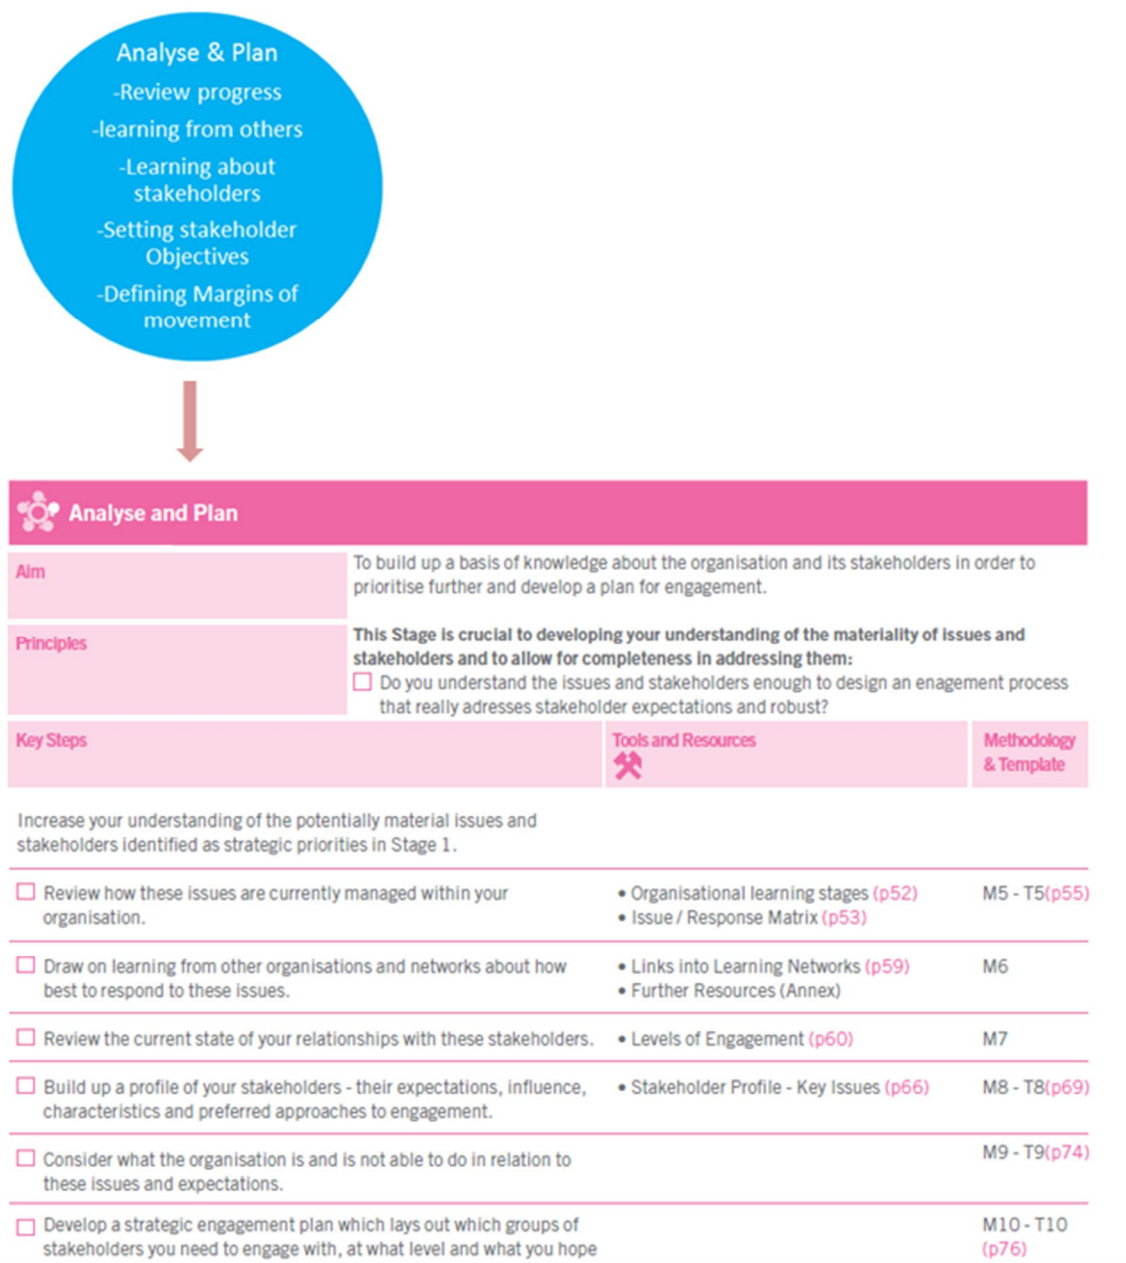 Analyse & Plan
-Review progress
-learning from others
-Learning about
stakeholders
-Setting stakeholder
Objectives
-Defining Margins of
movement
Analyse and Plan
Aim
To build up a basis of knowledge about the organisation and its stakeholders in order to
prioritise further and develop a plan for engagement.
Principles
This Stage is crucial to developing your understanding of the materiality of issues and
stakeholders and to allow for completeness in addressing them:
Do you understand the issues and stakeholders enough to design an enagement process
that really adresses stakeholder expectations and robust?
Key Steps
Tools and Resources
Methodology
& Template
Increase your understanding of the potentially material issues and
stakeholders identified as strategic priorities in Stage 1.
Review how these issues are currently managed within your
organisation.
• Organisational learning stages (p52)
• Issue / Response Matrix (p53)
M5 - T5(p55)
Draw on learning from other organisations and networks about how
best to respond to these issues.
• Links into Learning Networks (p59)
• Further Resources (Annex)
M6
Review the current state of your relationships with these stakeholders.
• Levels of Engagement (p60)
M7
Build up a profile of your stakeholders - their expectations, influence,
characteristics and preferred approaches to engagement.
• Stakeholder Profile - Key Issues (p66)
M8 - T8(p69)
Consider what the organisation is and is not able to do in relation to
these issues and expectations.
M9 - T9(p74)
Develop a strategic engagement plan which lays out which groups of
stakeholders you need to engage with, at what level and what you hope
M10 - T10
(p76)